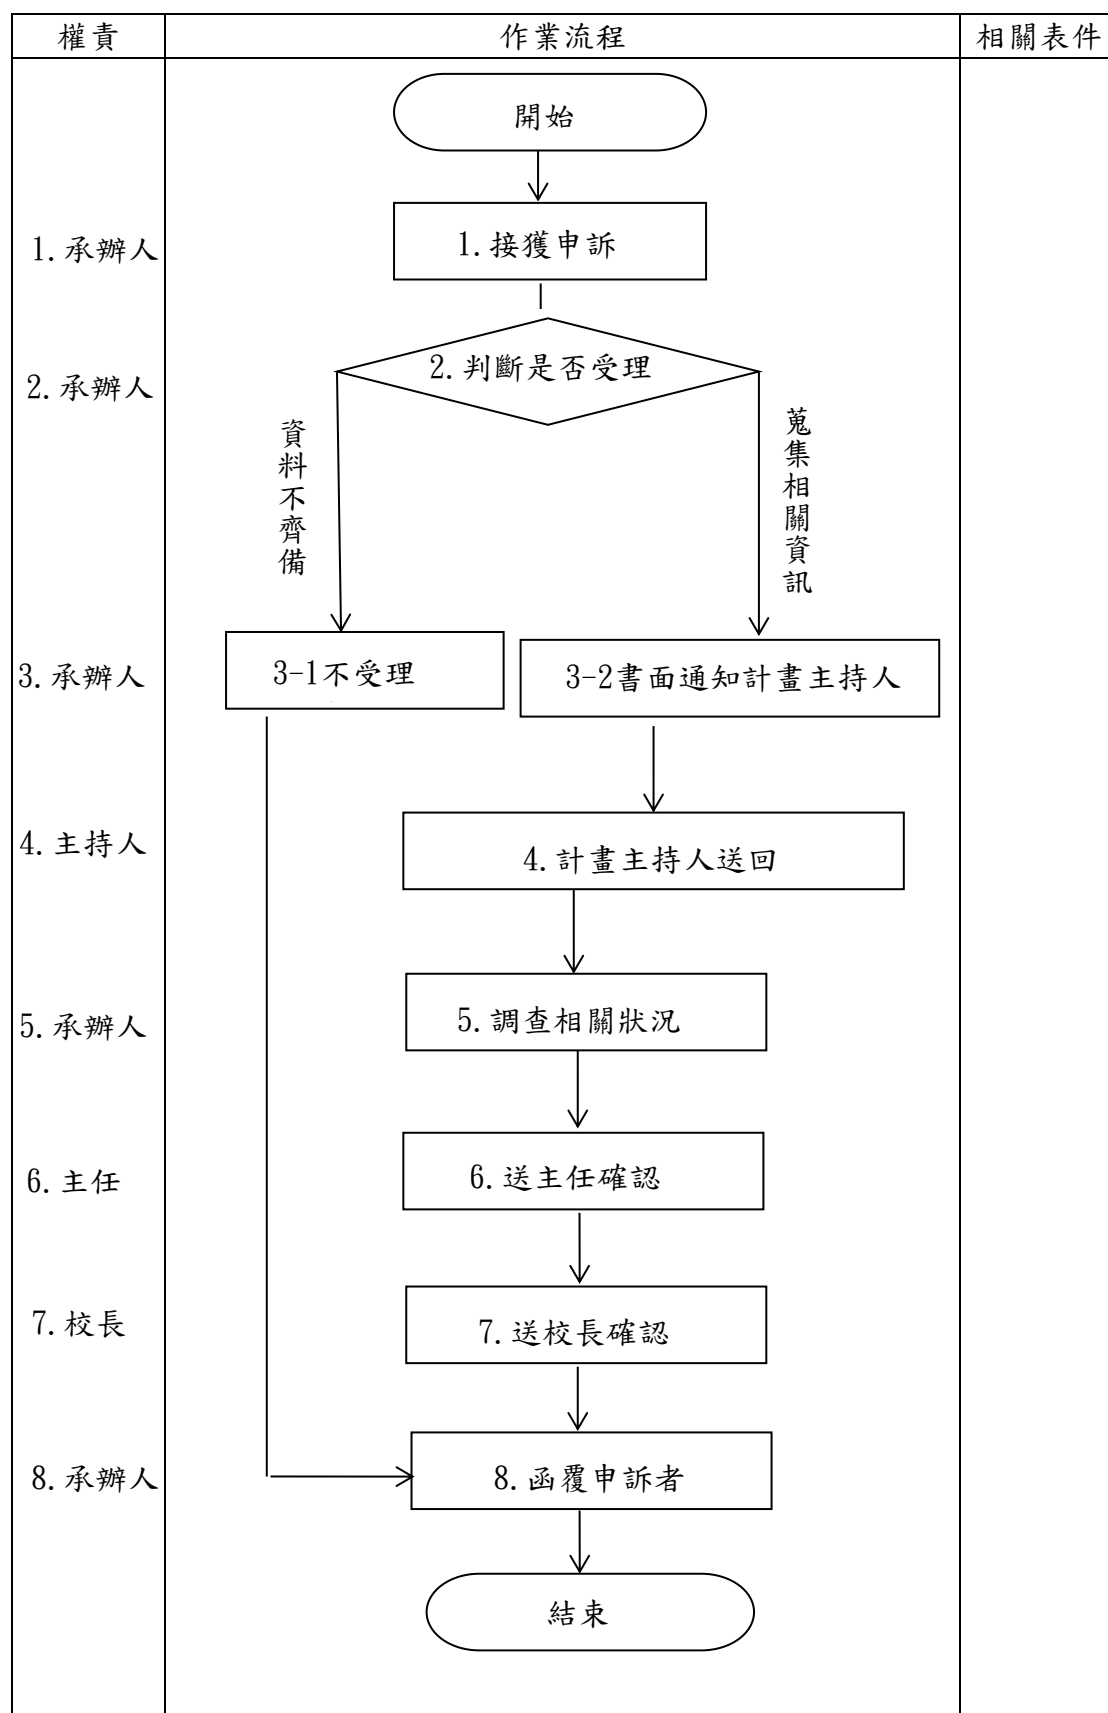 權責 作業流程 相關表件
開始
1.承辦人 1.接獲申訴
2.承辦人 2.判斷是否受理
資料不齊備
蒐集相關資訊
3.承辦人 3-1不受理 3-2書面通知計畫主持人
4.主持人 4.計畫主持人送回
5.承辦人 5.調查相關狀況
6.主任 6.送主任確認
7.校長 7.送校長確認
8.承辦人 8.函覆申訴者
結束